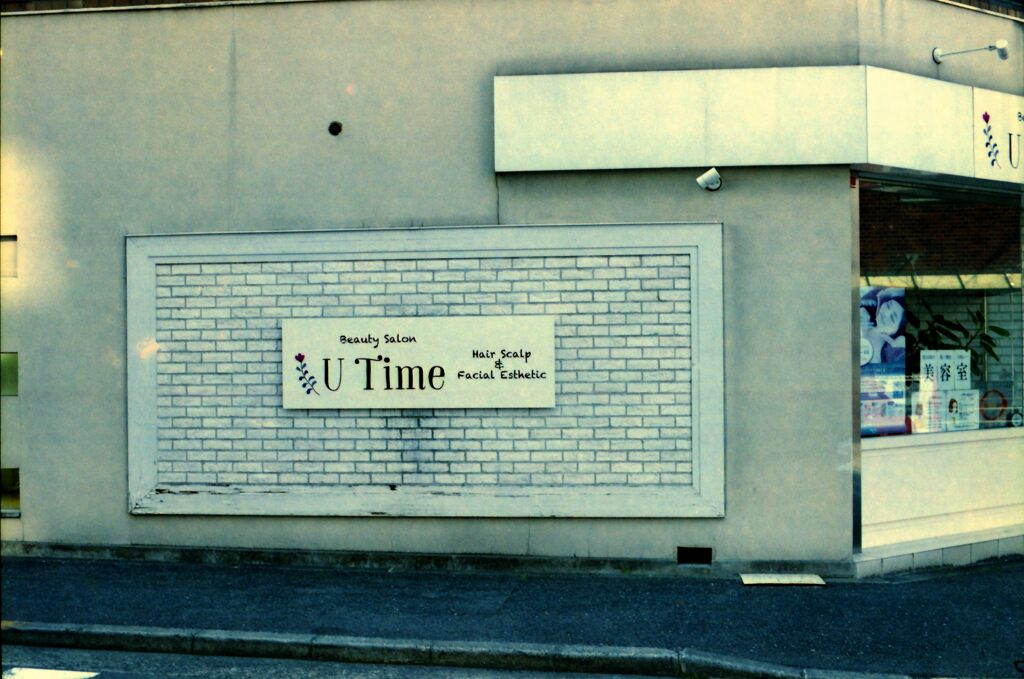 Beauty Salon
U Time
Hair Scalp
&
Facial Esthetic
U
美容室